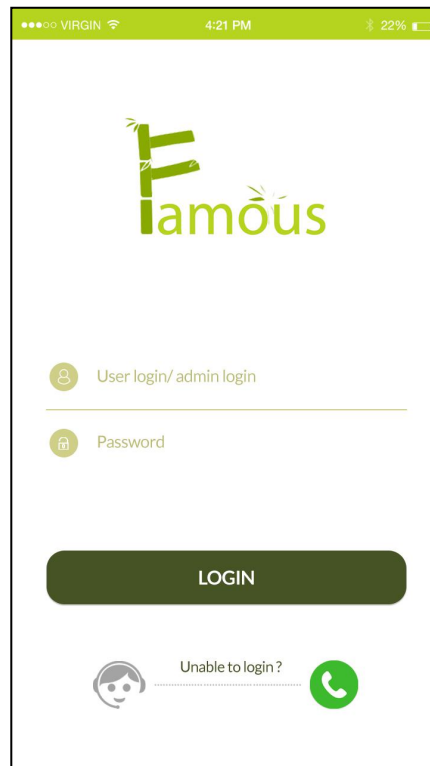 VIRGIN 4:21 PM 22%
Famous
User login/ admin login
Password
LOGIN
Unable to login ?